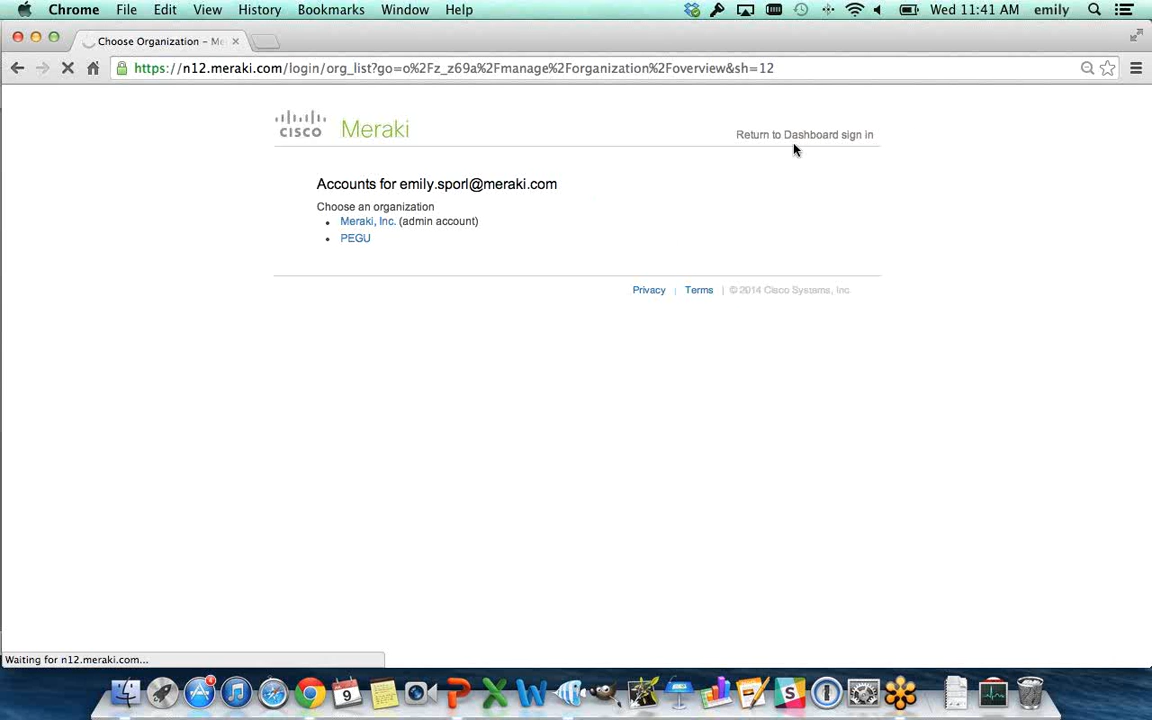 Chrome File Edit View History Bookmarks Window Help Wed 11:41 AM emily
Choose Organization – Me
https://n12.meraki.com/login/org_list?go=o%2Fz_z69a%2Fmanage%2Forganization%2Foverview&sh=12
CISCO Meraki
Return to Dashboard sign in
Accounts for emily.sporl@meraki.com
Choose an organization
• Meraki, Inc. (admin account)
• PEGU
Privacy | Terms | © 2014 Cisco Systems, Inc.
Waiting for n12.meraki.com...
9